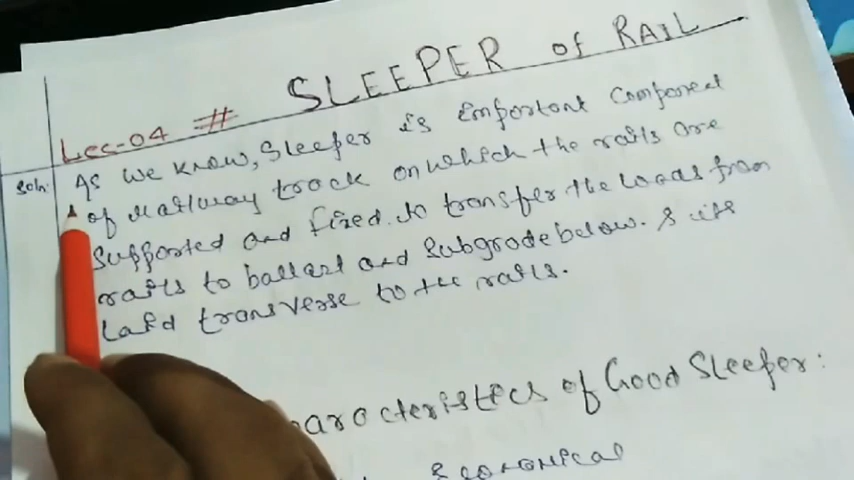 SLEEPER of RAIL
Lec-04 #
Soln: As we know, Sleeper is important component
of railway track on which the rails are
supported and fixed. to transfer the loads from
rails to ballast and subgrade below. & it is
laid transverse to the rails.
aracteristics of Good Sleeper:
Economical